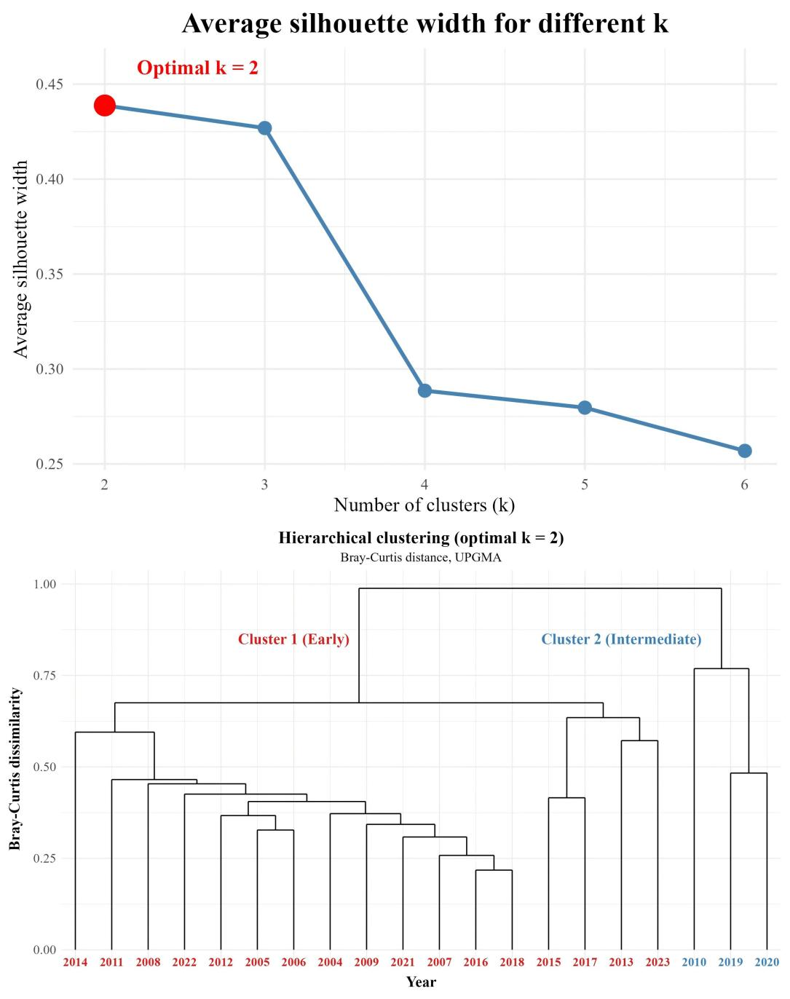 Average silhouette width for different k
Optimal k = 2
Average silhouette width
0.45
0.40
0.35
0.30
0.25
2 3 4 5 6
Number of clusters (k)
Hierarchical clustering (optimal k = 2)
Bray-Curtis distance, UPGMA
Bray-Curtis dissimilarity
1.00
Cluster 1 (Early) Cluster 2 (Intermediate)
0.75
0.50
0.25
0.00
2014 2011 2008 2022 2012 2005 2006 2004 2009 2021 2007 2016 2018 2015 2017 2013 2023 2010 2019 2020
Year